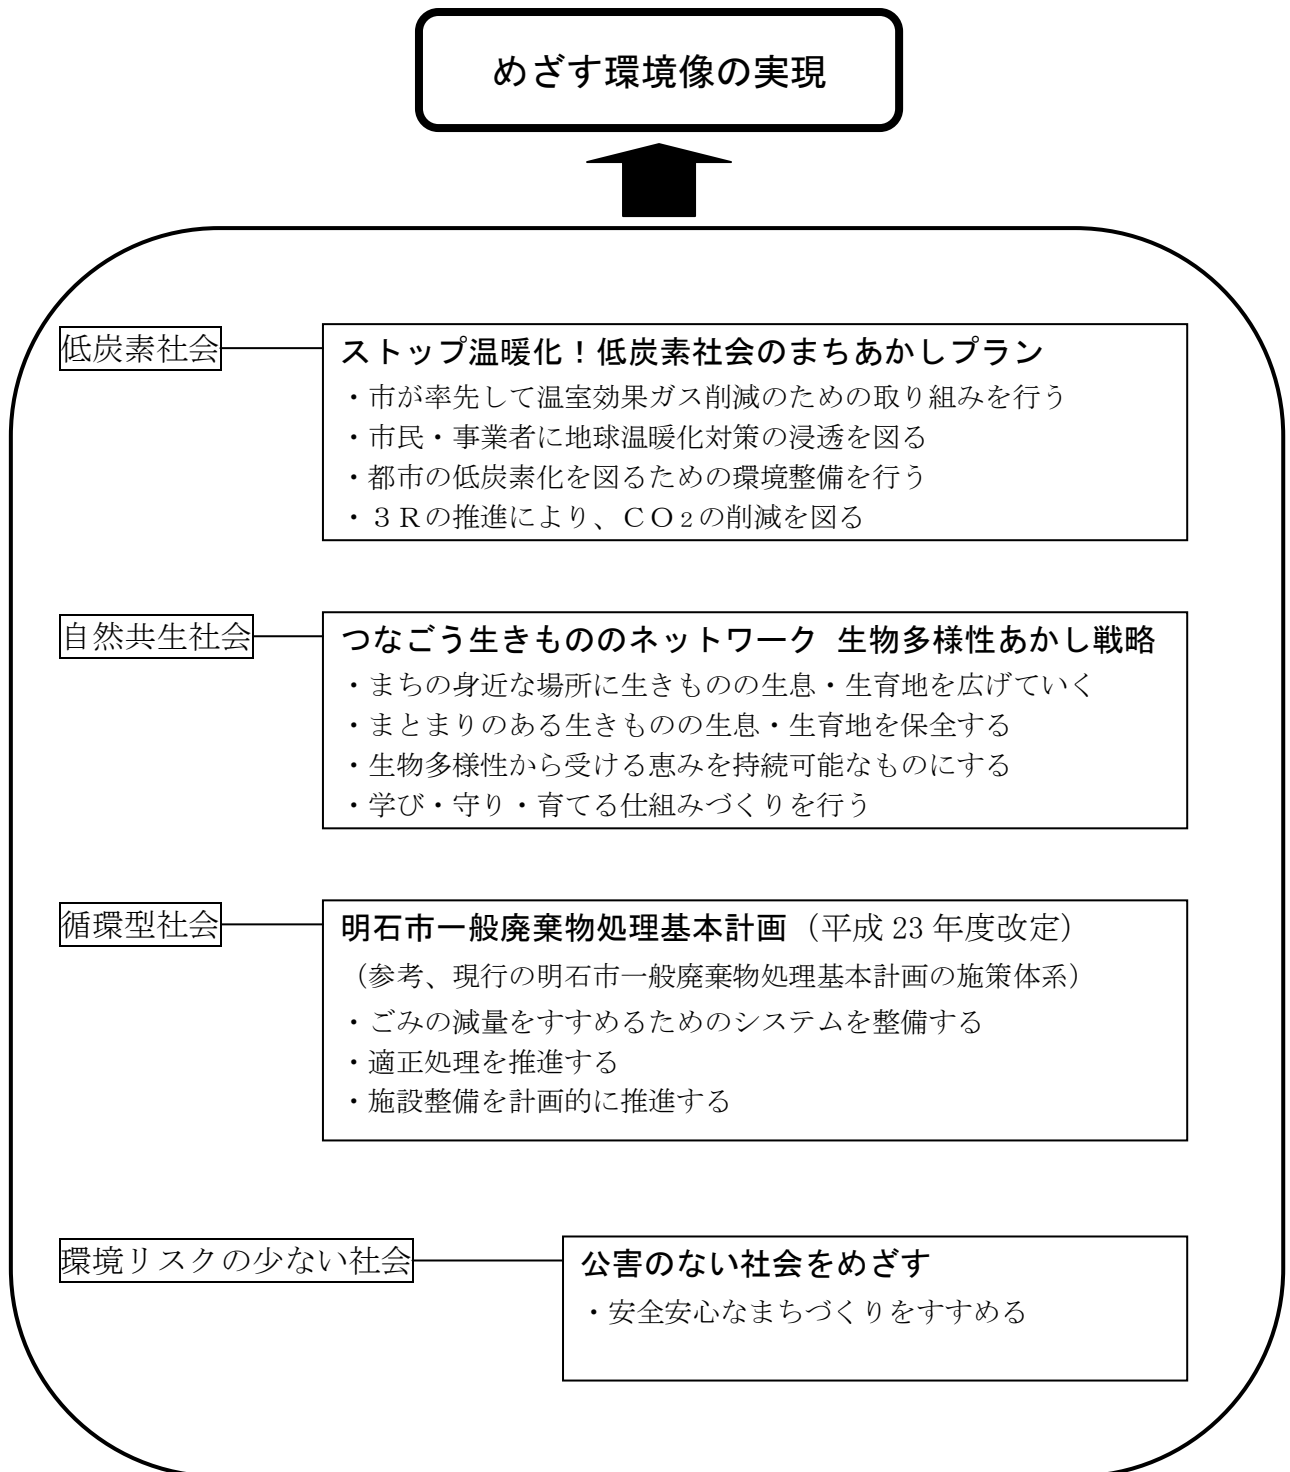 めざす環境像の実現
低炭素社会
ストップ温暖化！低炭素社会のまちあかしプラン
・市が率先して温室効果ガス削減のための取り組みを行う
・市民・事業者に地球温暖化対策の浸透を図る
・都市の低炭素化を図るための環境整備を行う
・３Ｒの推進により、ＣＯ₂の削減を図る
自然共生社会
つなごう生きもののネットワーク 生物多様性あかし戦略
・まちの身近な場所に生きものの生息・生育地を広げていく
・まとまりのある生きものの生息・生育地を保全する
・生物多様性から受ける恵みを持続可能なものにする
・学び・守り・育てる仕組みづくりを行う
循環型社会
明石市一般廃棄物処理基本計画（平成 23 年度改定）
（参考、現行の明石市一般廃棄物処理基本計画の施策体系）
・ごみの減量をすすめるためのシステムを整備する
・適正処理を推進する
・施設整備を計画的に推進する
環境リスクの少ない社会
公害のない社会をめざす
・安全安心なまちづくりをすすめる